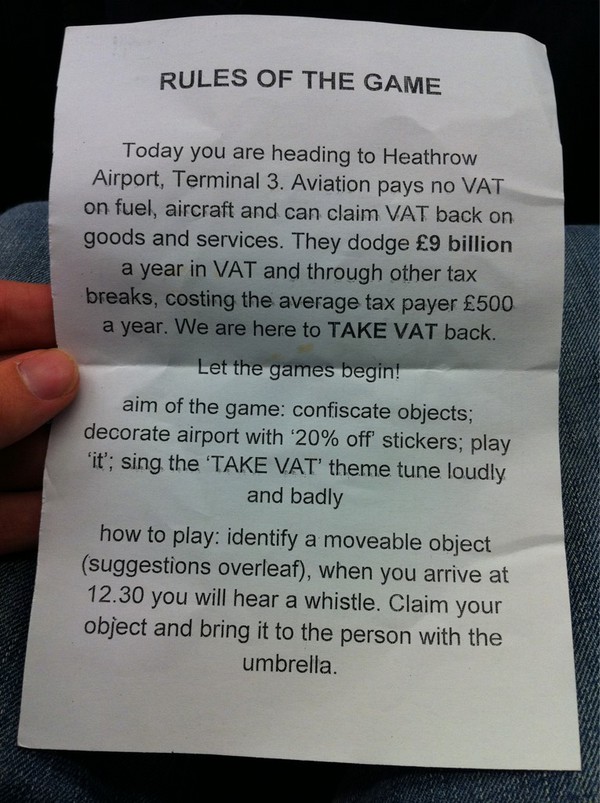 RULES OF THE GAME
Today you are heading to Heathrow
Airport, Terminal 3. Aviation pays no VAT
on fuel, aircraft and can claim VAT back on
goods and services. They dodge £9 billion
a year in VAT and through other tax
breaks, costing the average tax payer £500
a year. We are here to TAKE VAT back.
Let the games begin!
aim of the game: confiscate objects;
decorate airport with ‘20% off’ stickers; play
‘it’; sing the ‘TAKE VAT’ theme tune loudly
and badly
how to play: identify a moveable object
(suggestions overleaf), when you arrive at
12.30 you will hear a whistle. Claim your
object and bring it to the person with the
umbrella.